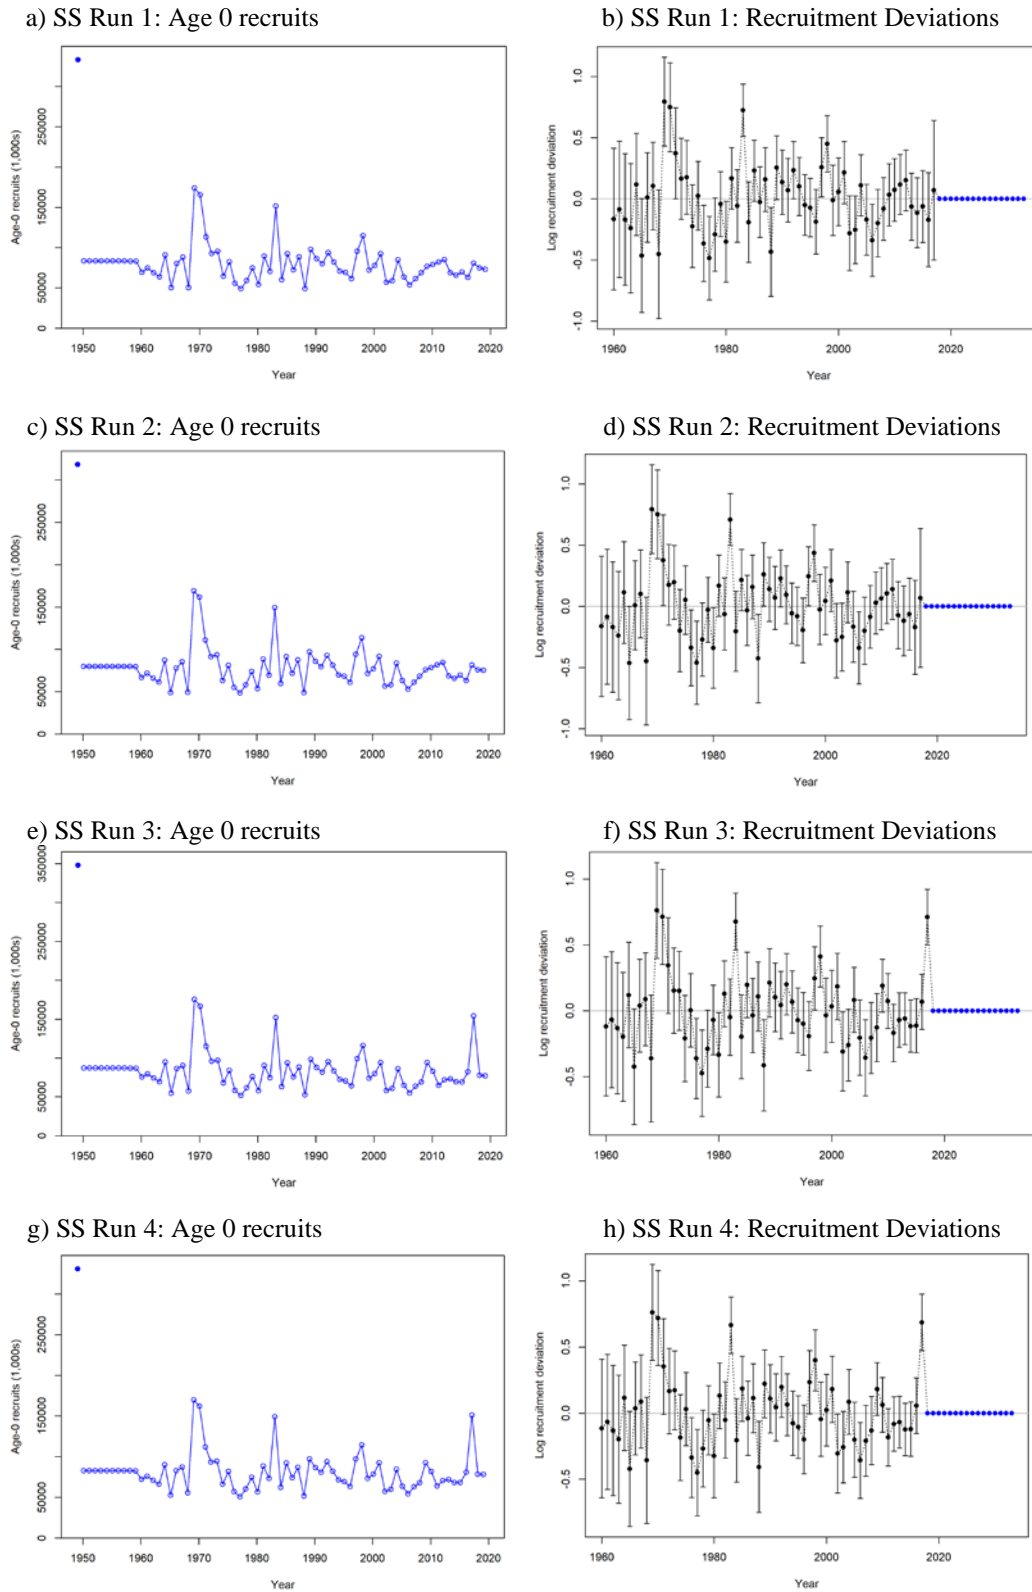 a) SS Run 1: Age 0 recruits
Age-0 recruits (1,000s)
250000
150000
50000
0
1950 1960 1970 1980 1990 2000 2010 2020
Year
b) SS Run 1: Recruitment Deviations
Log recruitment deviation
1.0
0.5
0.0
-0.5
-1.0
1960 1980 2000 2020
Year
c) SS Run 2: Age 0 recruits
Age-0 recruits (1,000s)
250000
150000
50000
0
1950 1960 1970 1980 1990 2000 2010 2020
Year
d) SS Run 2: Recruitment Deviations
Log recruitment deviation
1.0
0.5
0.0
-0.5
-1.0
1960 1980 2000 2020
Year
e) SS Run 3: Age 0 recruits
Age-0 recruits (1,000s)
350000
250000
150000
50000
0
1950 1960 1970 1980 1990 2000 2010 2020
Year
f) SS Run 3: Recruitment Deviations
Log recruitment deviation
1.0
0.5
0.0
-0.5
1960 1980 2000 2020
Year
g) SS Run 4: Age 0 recruits
Age-0 recruits (1,000s)
250000
150000
50000
0
1950 1960 1970 1980 1990 2000 2010 2020
Year
h) SS Run 4: Recruitment Deviations
Log recruitment deviation
1.0
0.5
0.0
-0.5
1960 1980 2000 2020
Year